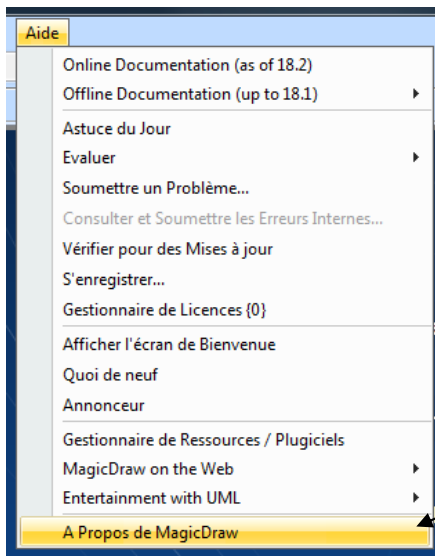 Aide
Online Documentation (as of 18.2)
Offline Documentation (up to 18.1)
Astuce du Jour
Evaluer
Soumettre un Problème...
Consulter et Soumettre les Erreurs Internes...
Vérifier pour des Mises à jour
S'enregistrer...
Gestionnaire de Licences {0}
Afficher l'écran de Bienvenue
Quoi de neuf
Annonceur
Gestionnaire de Ressources / Plugiciels
MagicDraw on the Web
Entertainment with UML
A Propos de MagicDraw